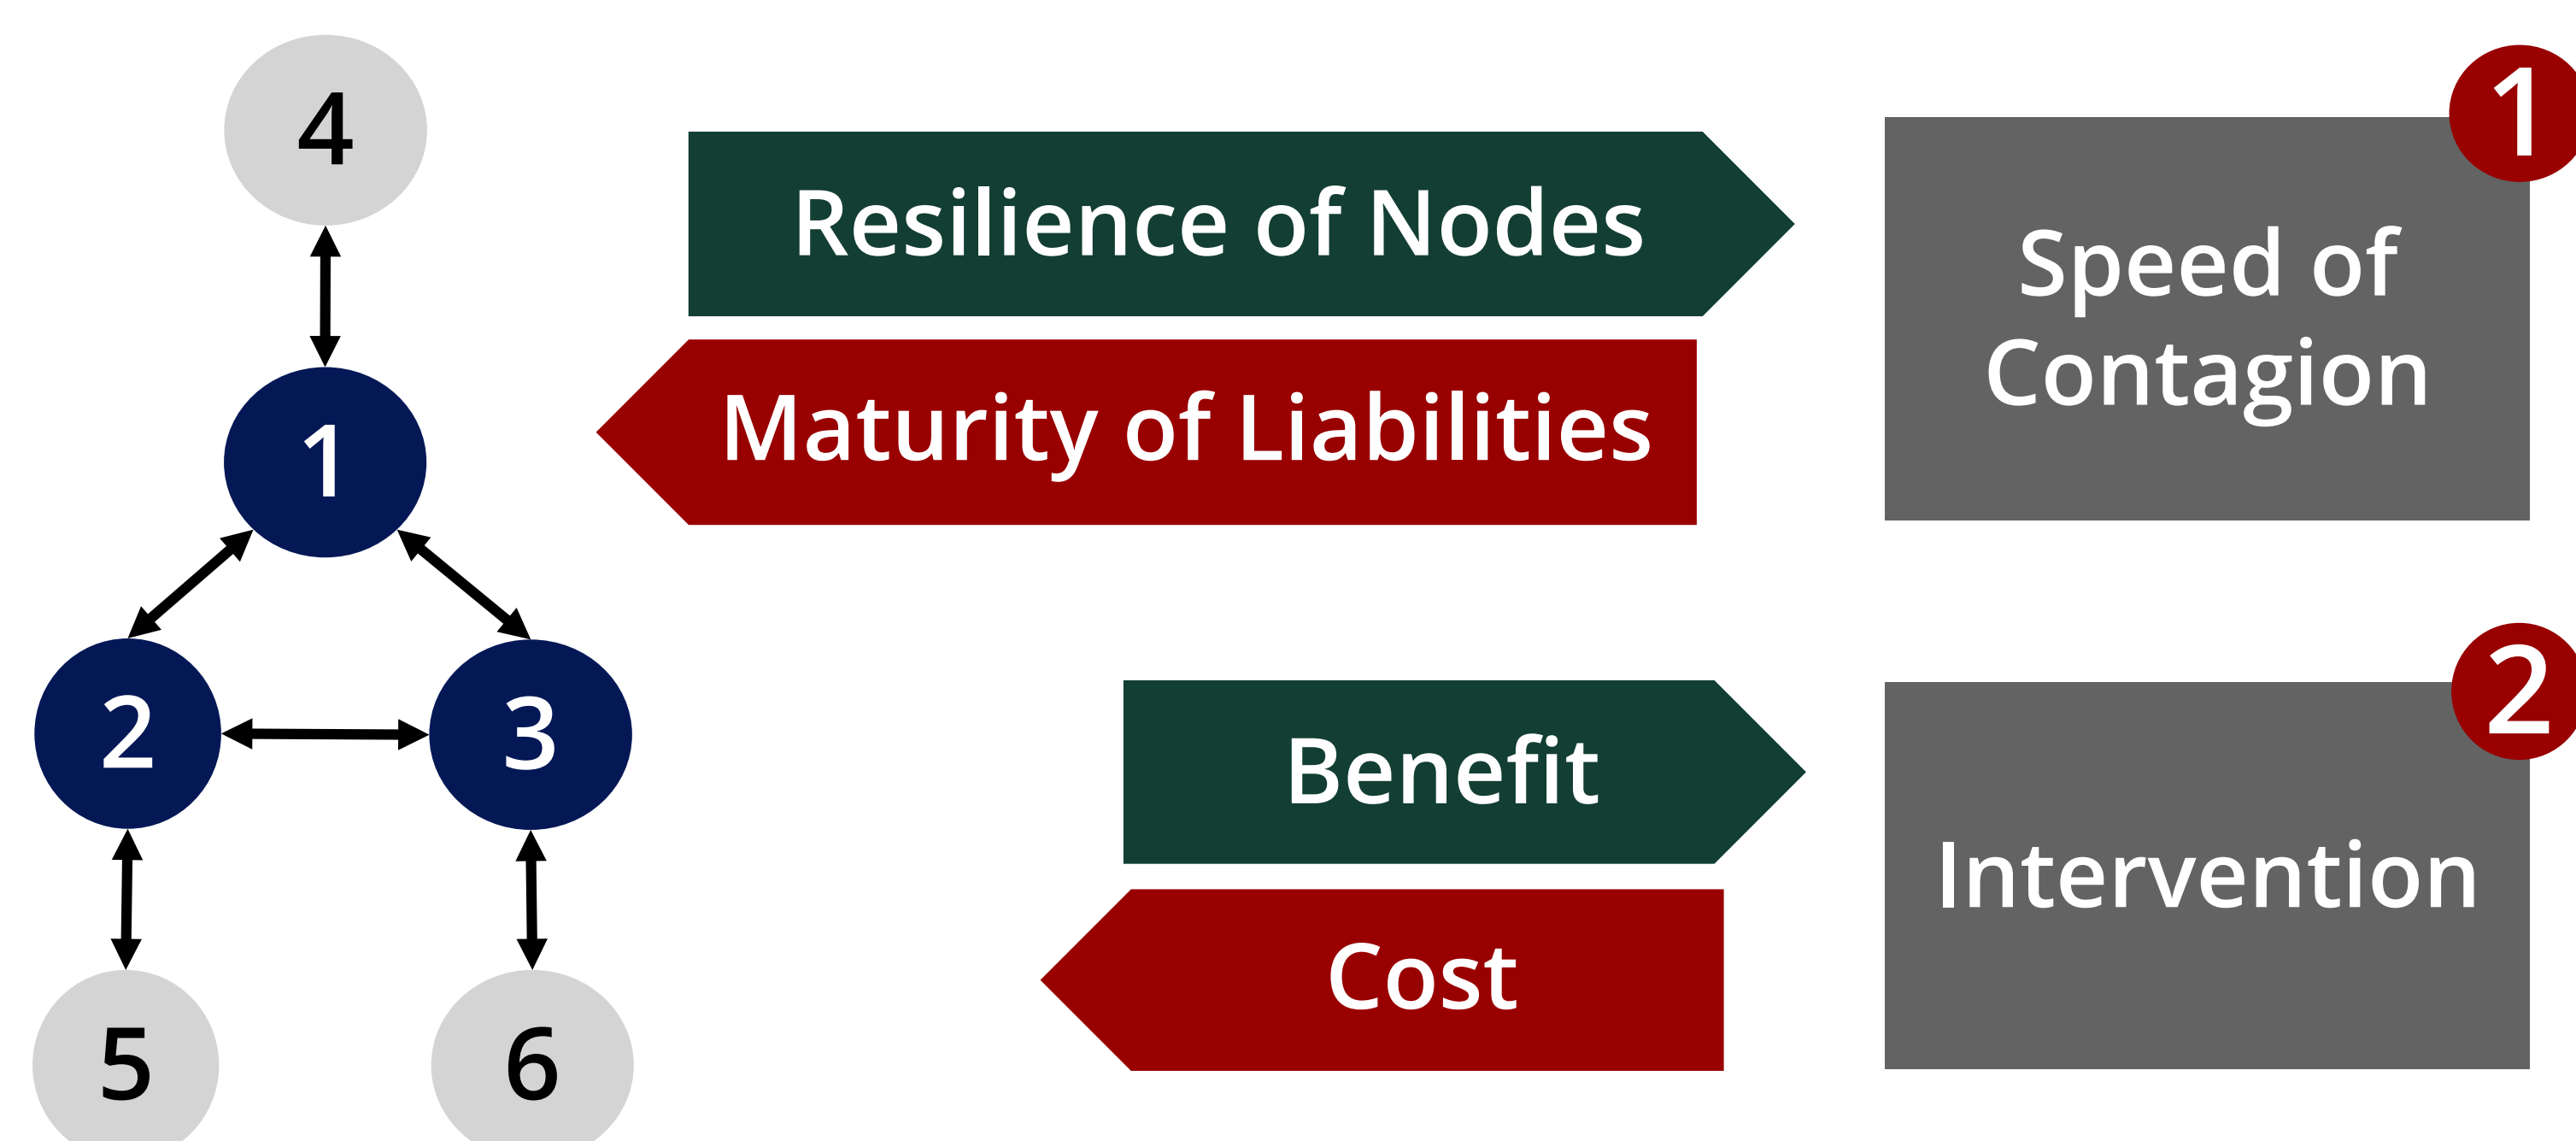 4
1
2
3
5
6
Resilience of Nodes
Maturity of Liabilities
1
Speed of
Contagion
Benefit
Cost
2
Intervention